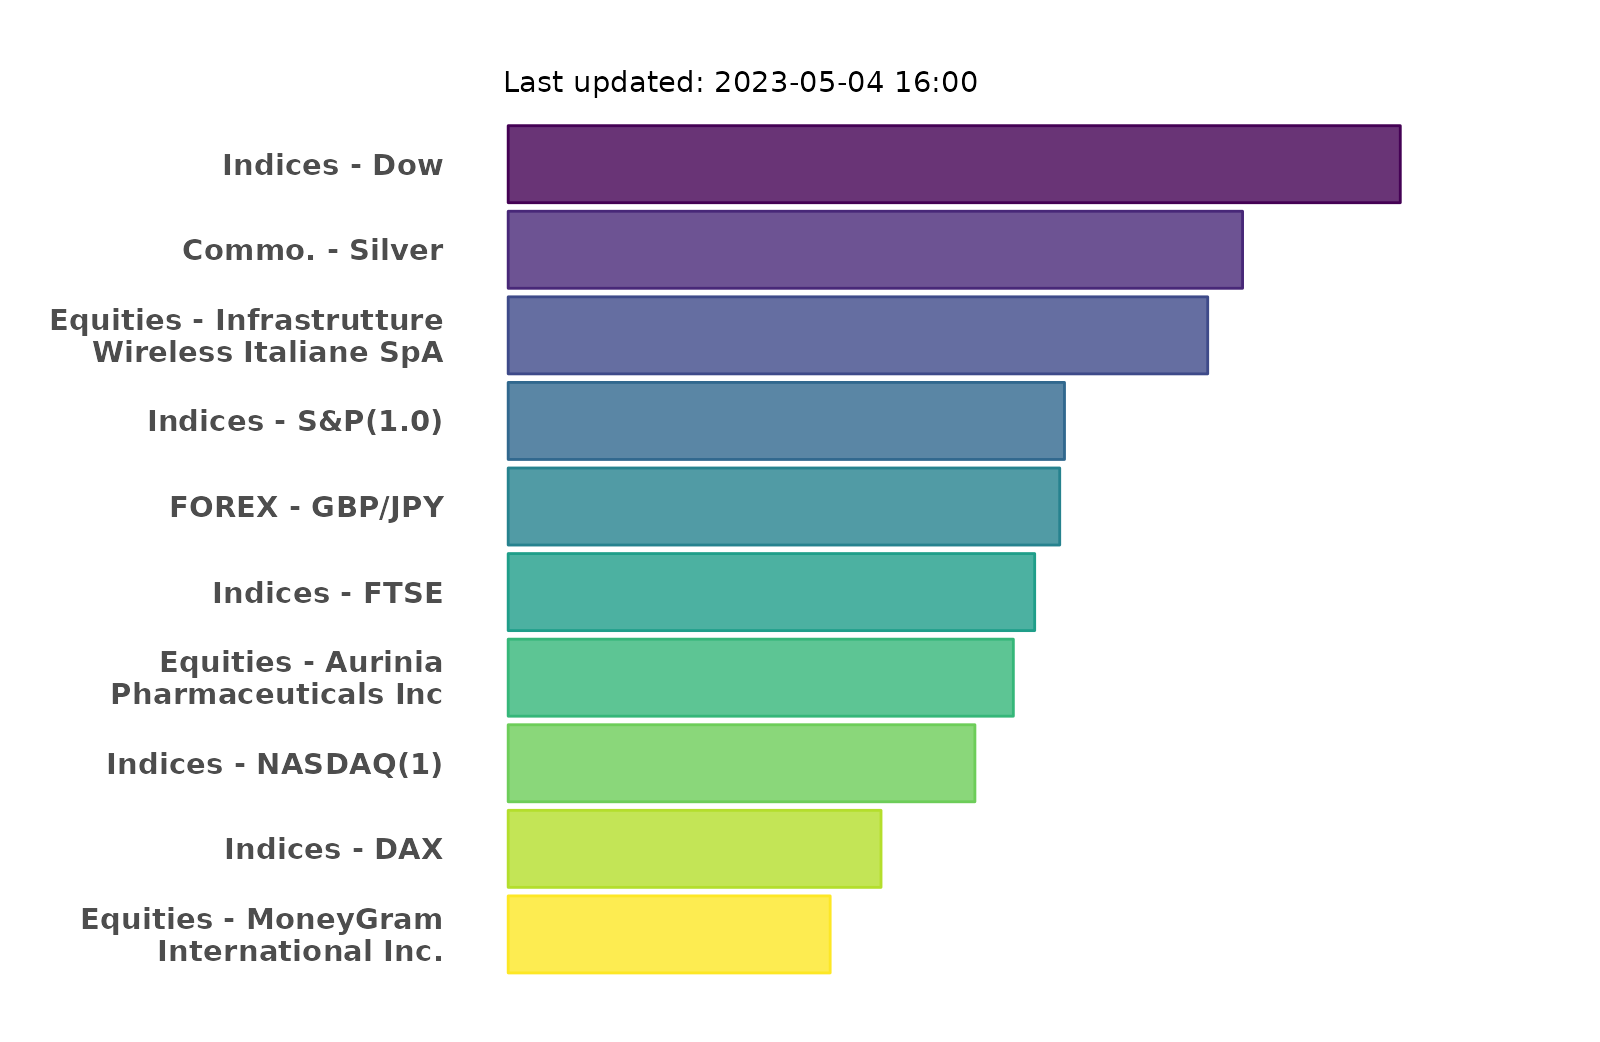 Last updated: 2023-05-04 16:00
Indices - Dow
Commo. - Silver
Equities - Infrastrutture
Wireless Italiane SpA
Indices - S&P(1.0)
FOREX - GBP/JPY
Indices - FTSE
Equities - Aurinia
Pharmaceuticals Inc
Indices - NASDAQ(1)
Indices - DAX
Equities - MoneyGram
International Inc.